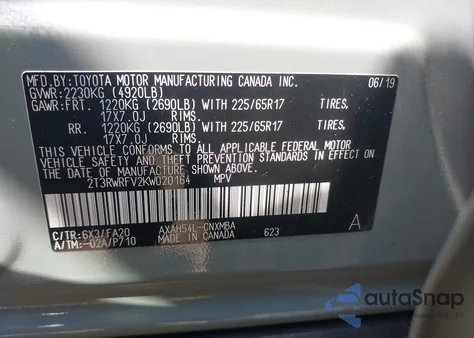 MFD.BY:TOYOTA MOTOR MANUFACTURING CANADA INC. 06/19
GVWR:2230KG (4920LB)
GAWR:FRT. 1220KG (2690LB) WITH 225/65R17 TIRES,
17X7.0J RIMS.
RR. 1220KG (2690LB) WITH 225/65R17 TIRES,
17X7.0J RIMS.
THIS VEHICLE CONFORMS TO ALL APPLICABLE FEDERAL MOTOR
VEHICLE SAFETY AND THEFT PREVENTION STANDARDS IN EFFECT
ON THE DATE OF MANUFACTURE SHOWN ABOVE.
2T3RWRFV2KW020164 MPV
C/TR:6X3/FA20 AXAH54L-CNXMBA A
A/TM:-02A/P710 MADE IN CANADA 623
autoSnap